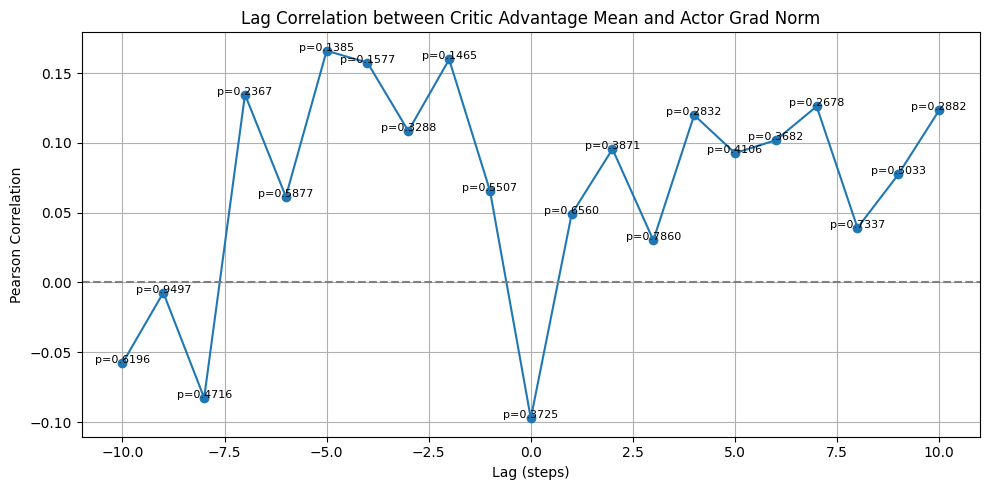 Lag Correlation between Critic Advantage Mean and Actor Grad Norm
Pearson Correlation
0.15
0.10
0.05
0.00
−0.05
−0.10
p=0.6196
p=0.9497
p=0.4716
p=0.2367
p=0.5877
p=0.1385
p=0.1577
p=0.3288
p=0.1465
p=0.5507
p=0.3725
p=0.6560
p=0.3871
p=0.7860
p=0.2832
p=0.4106
p=0.3682
p=0.2678
p=0.7337
p=0.5033
p=0.2882
−10.0
−7.5
−5.0
−2.5
0.0
2.5
5.0
7.5
10.0
Lag (steps)